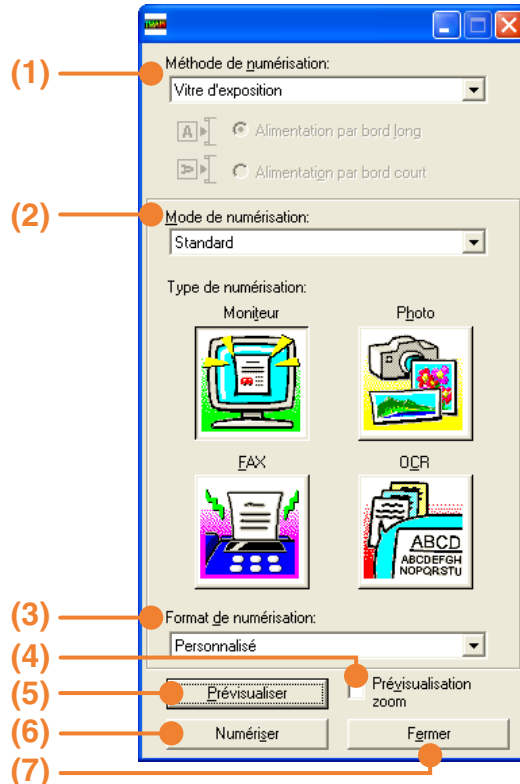 (1)
Méthode de numérisation:
Vitre d'exposition
A
Alimentation par bord long
A
Alimentation par bord court
(2)
Mode de numérisation:
Standard
Type de numérisation:
Moniteur
Photo
FAX
OCR
ABCD
ABCDEFGH
NOPQRSTU
(3)
Format de numérisation:
Personnalisé
(4)
(5)
Prévisualiser
Prévisualisation
zoom
(6)
Numériser
Fermer
(7)